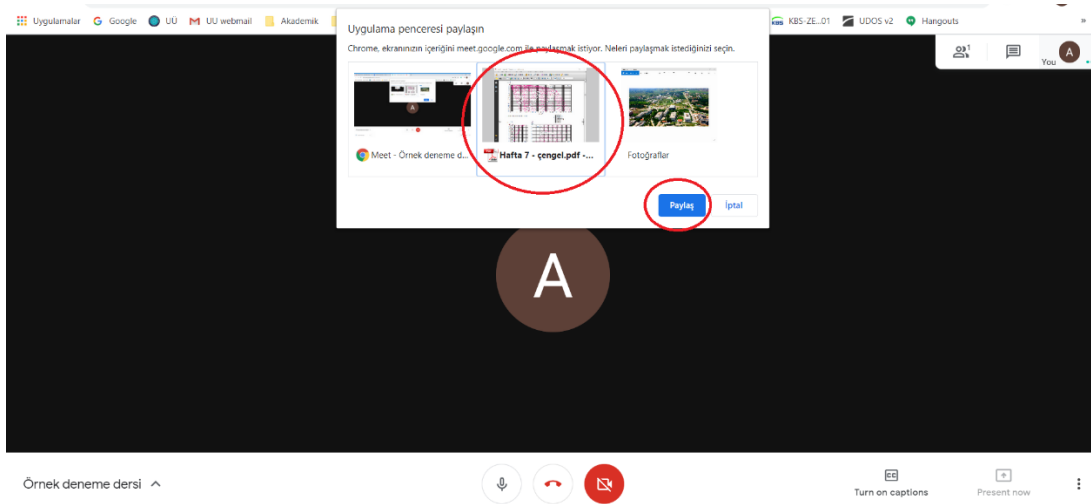 Uygulamalar Google UÜ UU webmail Akademik KBS-ZE...01 UDOS v2 Hangouts »
Uygulama penceresi paylaşın
Chrome, ekranınızın içeriğini meet.google.com ile paylaşmak istiyor. Neleri paylaşmak istediğinizi seçin.
1
You A
Meet - Örnek deneme d... Hafta 7 - çengel.pdf -... Fotoğraflar
Paylaş İptal
A
Örnek deneme dersi
Turn on captions Present now